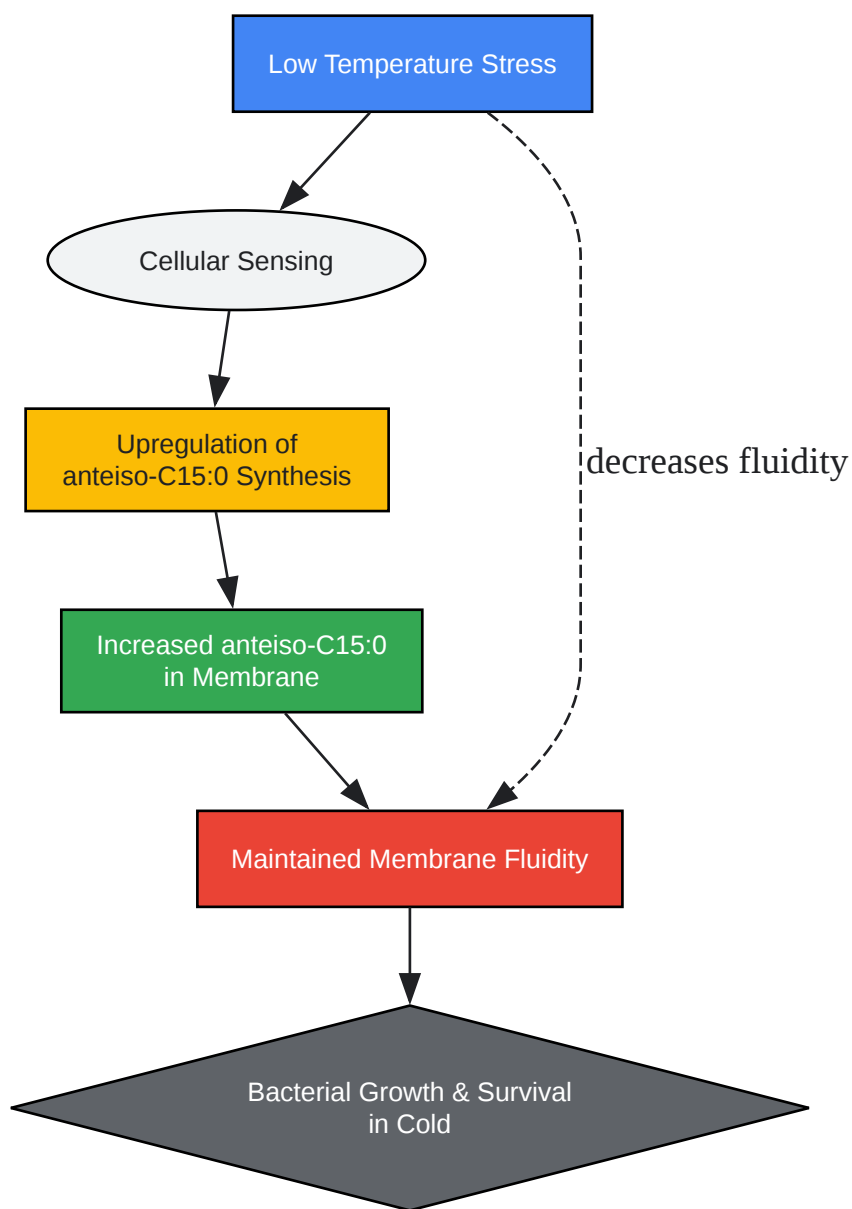 Low Temperature Stress
Cellular Sensing
Upregulation of
anteiso-C15:0 Synthesis
decreases fluidity
Increased anteiso-C15:0
in Membrane
Maintained Membrane Fluidity
Bacterial Growth & Survival
in Cold